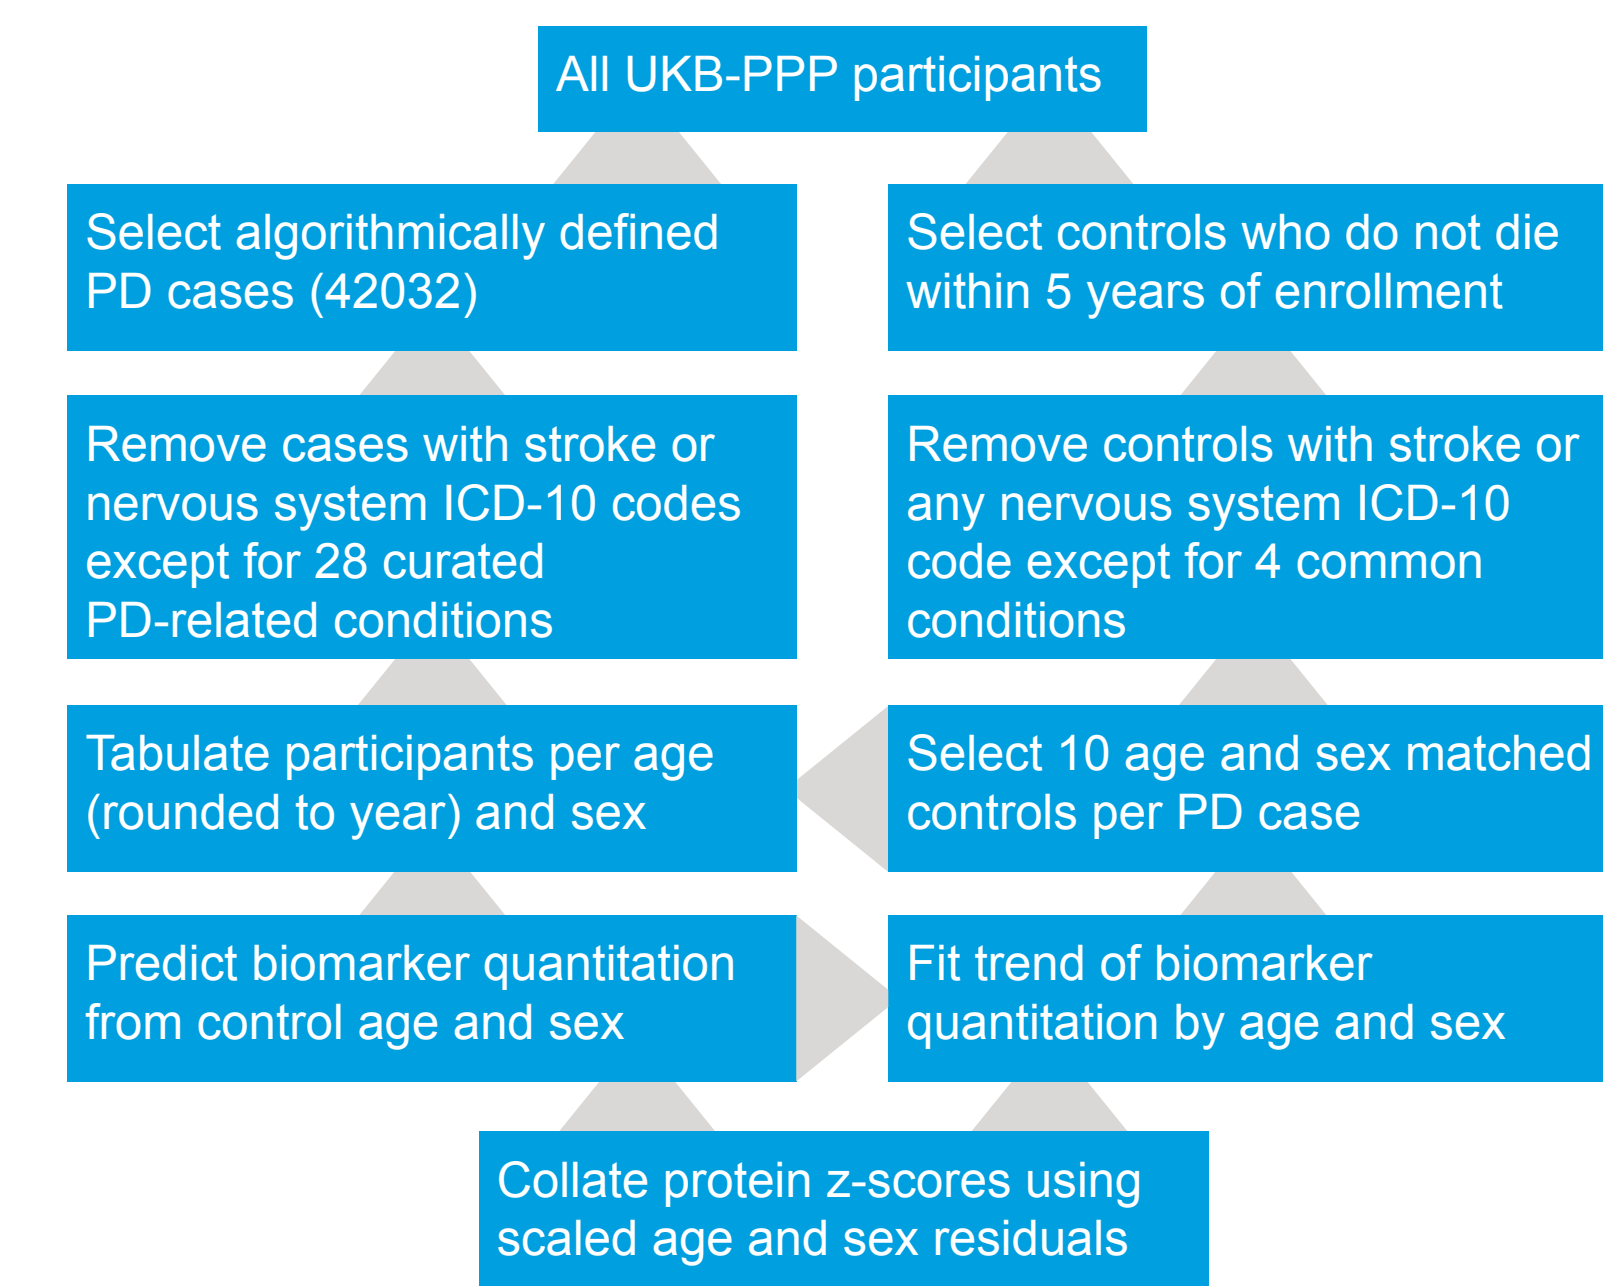 All UKB-PPP participants
Select algorithmically defined
PD cases (42032)
Select controls who do not die
within 5 years of enrollment
Remove cases with stroke or
nervous system ICD-10 codes
except for 28 curated
PD-related conditions
Remove controls with stroke or
any nervous system ICD-10
code except for 4 common
conditions
Tabulate participants per age
(rounded to year) and sex
Select 10 age and sex matched
controls per PD case
Predict biomarker quantitation
from control age and sex
Fit trend of biomarker
quantitation by age and sex
Collate protein z-scores using
scaled age and sex residuals